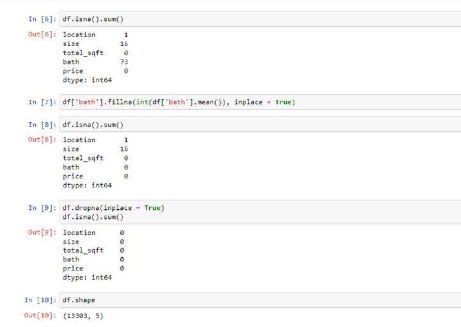 In [6]: df.isna().sum()
Out[6]: location 1
size 16
total_sqft 0
bath 73
price 0
dtype: int64
In [7]: df['bath'].fillna(int(df['bath'].mean()), inplace = True)
In [8]: df.isna().sum()
Out[8]: location 1
size 16
total_sqft 0
bath 0
price 0
dtype: int64
In [9]: df.dropna(inplace = True)
df.isna().sum()
Out[9]: location 0
size 0
total_sqft 0
bath 0
price 0
dtype: int64
In [10]: df.shape
Out[10]: (13303, 5)